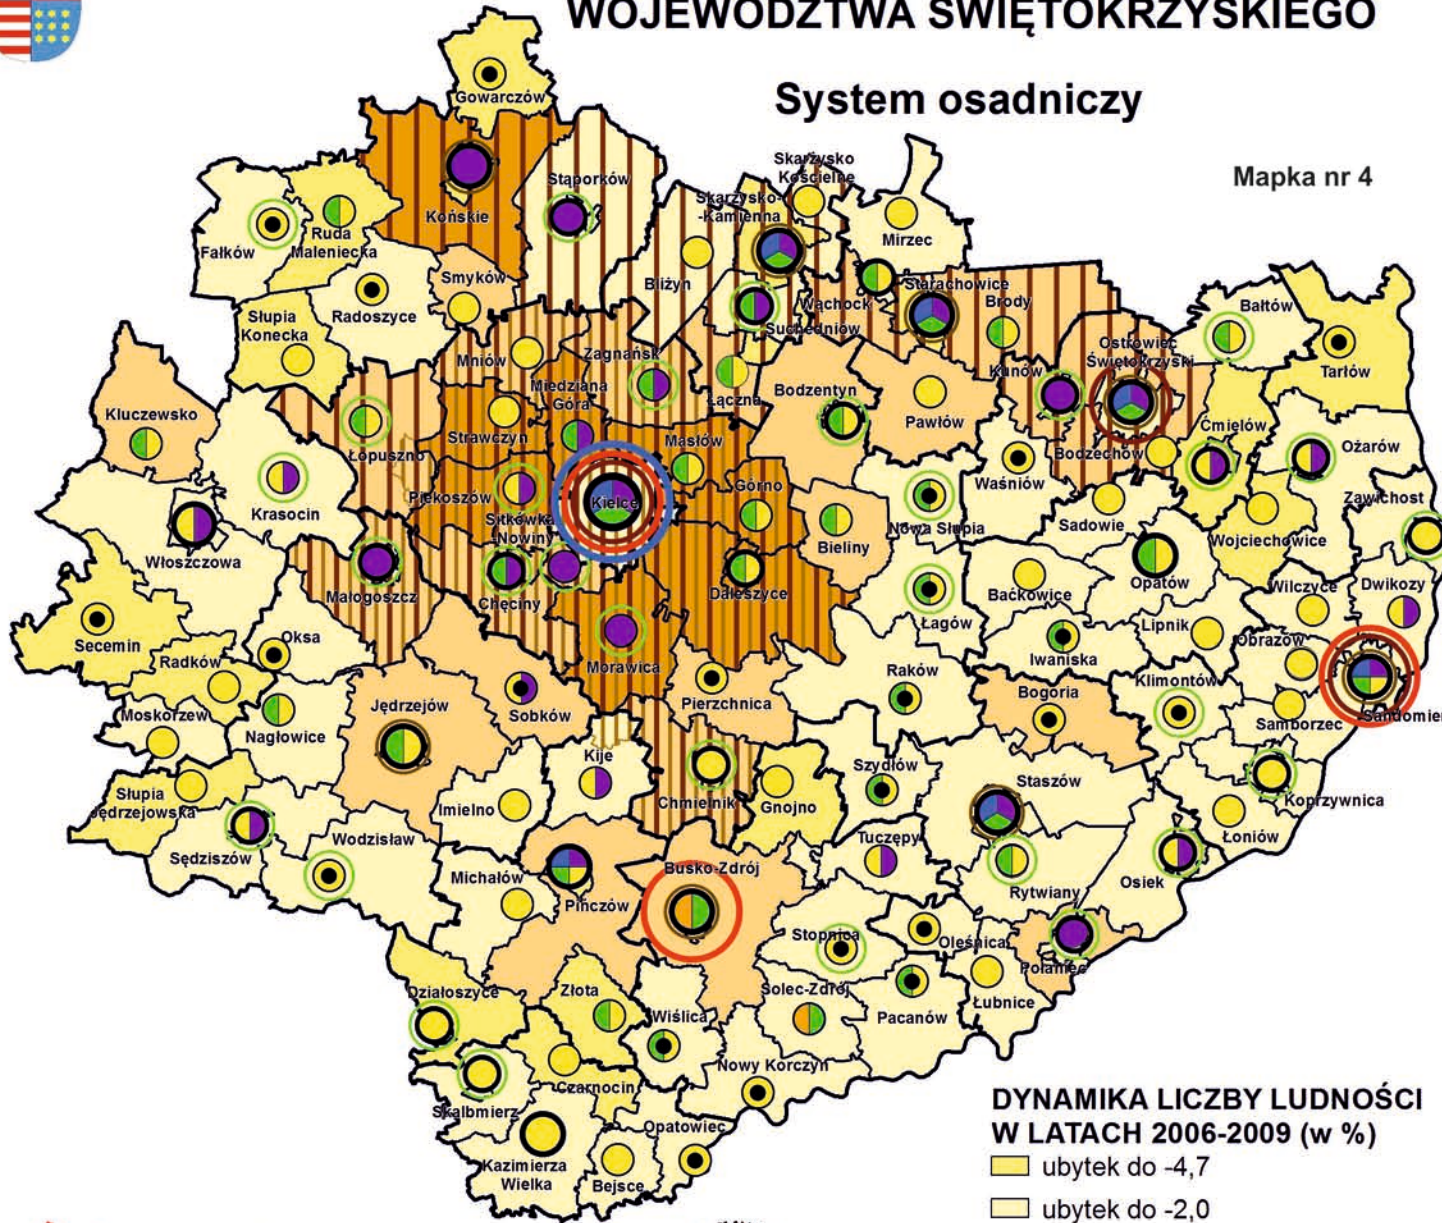 WOJEWÓDZTWA ŚWIĘTOKRZYSKIEGO
System osadniczy
Mapka nr 4
Gowarczów
Końskie
Stąporków
Skarżysko
Kościelne
Skarżysko-
-Kamienna
Mirzec
Fałków
Ruda
Maleniecka
Smyków
Bliżyn
Radoszyce
Słupia
Konecka
Wąchock
Starachowice
Brody
Suchedniów
Bałtów
Tarłów
Mniów
Zagnańsk
Miedziana
Góra
Łączna
Bodzentyn
Pawłów
Kunów
Ostrowiec
Świętokrzyski
Kluczewsko
Łopuszno
Strawczyn
Masłów
Bodzechów
Ćmielów
Ożarów
Krasocin
Piekoszów
Kielce
Górno
Waśniów
Zawichost
Sitkówka
-Nowiny
Bieliny
Nowa Słupia
Sadowie
Wojciechowice
Włoszczowa
Małogoszcz
Chęciny
Daleszyce
Łagów
Baćkowice
Opatów
Wilczyce
Dwikozy
Secemin
Oksa
Radków
Morawica
Iwaniska
Lipnik
Obrazów
Moskorzew
Nagłowice
Jędrzejów
Sobków
Pierzchnica
Raków
Bogoria
Klimontów
Samborzec
Sandomier
Słupia
Jędrzejowska
Imielno
Kije
Chmielnik
Gnojno
Szydłów
Staszów
Koprzywnica
Sędziszów
Wodzisław
Michałów
Pińczów
Busko-Zdrój
Tuczępy
Rytwiany
Osiek
Łoniów
Stopnica
Oleśnica
Połaniec
Działoszyce
Złota
Wiślica
Solec-Zdrój
Pacanów
Łubnice
Skalbmierz
Czarnocin
Nowy Korczyn
Kazimierza
Wielka
Bejsce
Opatowiec
DYNAMIKA LICZBY LUDNOŚCI
W LATACH 2006-2009 (w %)
ubytek do -4,7
ubytek do -2,0